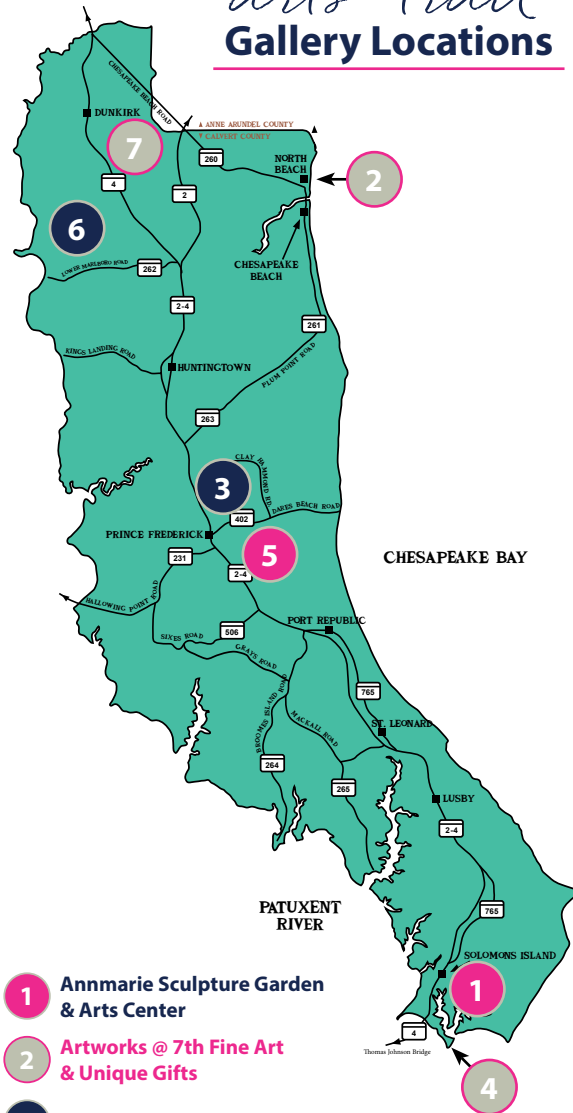 arts trail
Gallery Locations
CHESAPEAKE BEACH ROAD
DUNKIRK
▲ ANNE ARUNDEL COUNTY
▼ CALVERT COUNTY
7
260
NORTH
BEACH
2
4
2
6
CHESAPEAKE
BEACH
LOWER MARLBORO ROAD
262
2-4
261
KINGS LANDING ROAD
HUNTINGTOWN
PLUM POINT ROAD
263
CLAY HAMMOND RD.
3
DARES BEACH ROAD
402
PRINCE FREDERICK
5
CHESAPEAKE BAY
231
2-4
HALLOWING POINT ROAD
PORT REPUBLIC
506
SIXES ROAD
GRAYS ROAD
765
BROOMES ISLAND ROAD
MACKALL ROAD
ST. LEONARD
264
265
LUSBY
2-4
PATUXENT
RIVER
765
SOLOMONS ISLAND
1
4
Thomas Johnson Bridge
4
1 Annmarie Sculpture Garden
& Arts Center
2 Artworks @ 7th Fine Art
& Unique Gifts